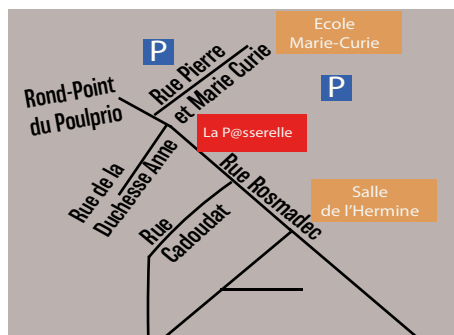 Ecole
Marie-Curie
P
Rue Pierre
et Marie Curie
P
Rond-Point
du Poulprio
La P@sserelle
Rue de la
Duchesse Anne
Rue Rosmadec
Salle
de l'Hermine
Rue
Cadoudat